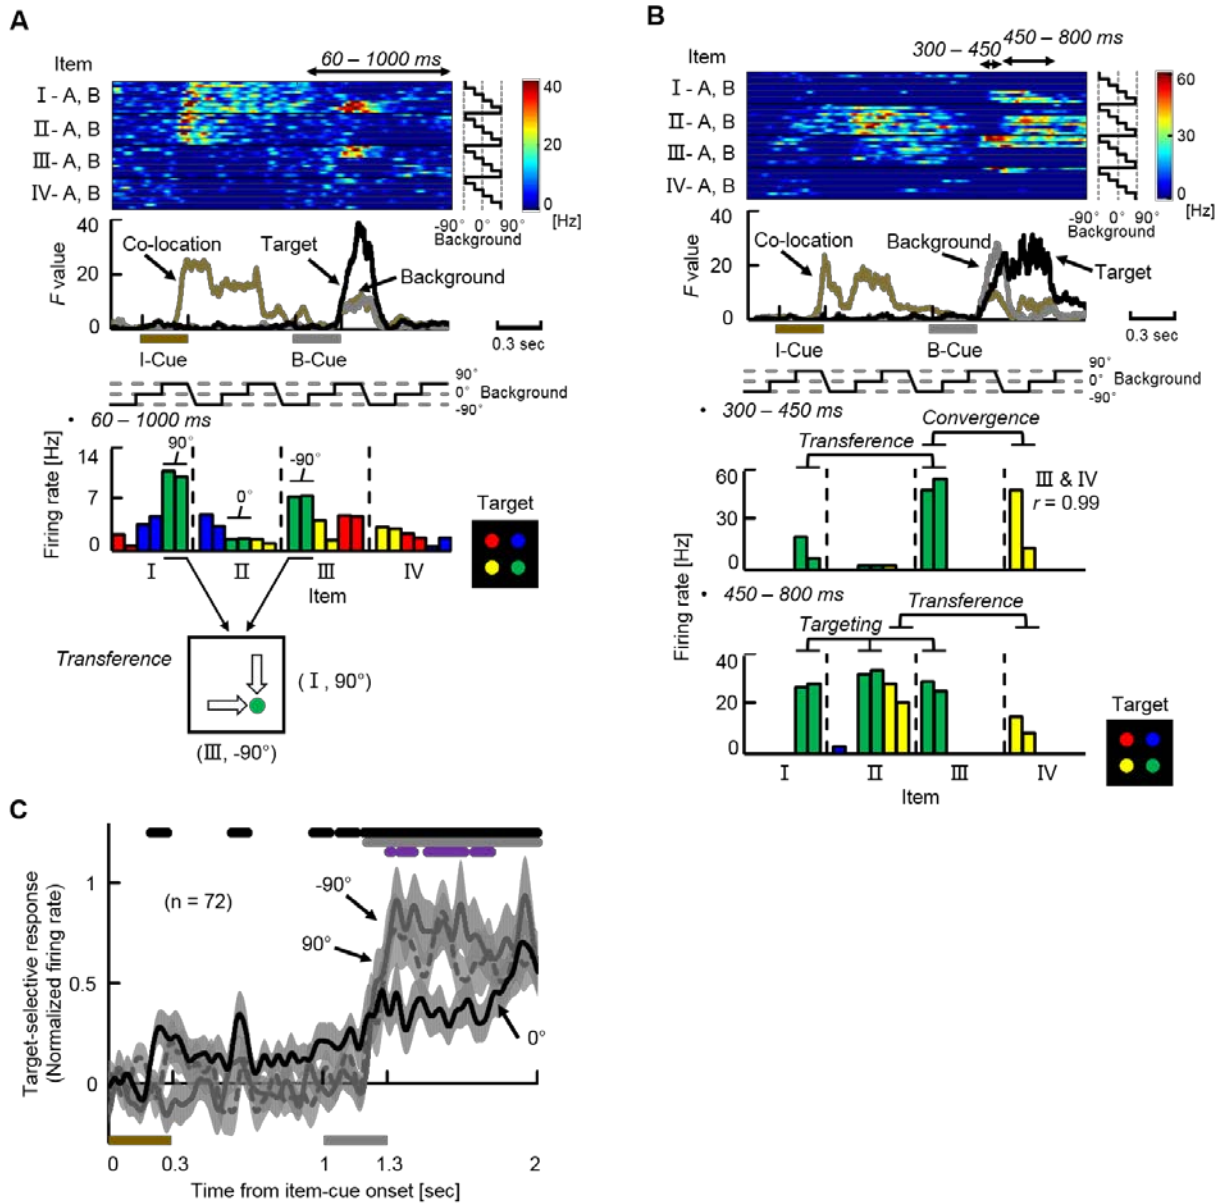 A
Item
60 – 1000 ms
I - A, B
II - A, B
III - A, B
IV- A, B
40
20
0
[Hz]
-90° 0° 90°
Background
40
20
0
F value
Co-location
Target
Background
I-Cue
B-Cue
0.3 sec
90°
0°
-90°
Background
• 60 – 1000 ms
Firing rate [Hz]
14
7
0
90°
0°
-90°
I
II
III
IV
Item
Target
Transference
( I , 90°)
(III, -90°)
B
Item
300 – 450
450 – 800 ms
I - A, B
II - A, B
III - A, B
IV - A, B
60
30
0
[Hz]
-90° 0° 90°
Background
40
20
0
F value
Co-location
Background
Target
I-Cue
B-Cue
0.3 sec
90°
0°
-90°
Background
• 300 – 450 ms
Convergence
Transference
III & IV
r = 0.99
60
30
0
Firing rate [Hz]
• 450 – 800 ms
Transference
Targeting
40
20
0
I
II
III
IV
Item
Target
C
Target-selective response
(Normalized firing rate)
1
0.5
0
(n = 72)
-90°
90°
0°
0
0.3
1
1.3
2
Time from item-cue onset [sec]